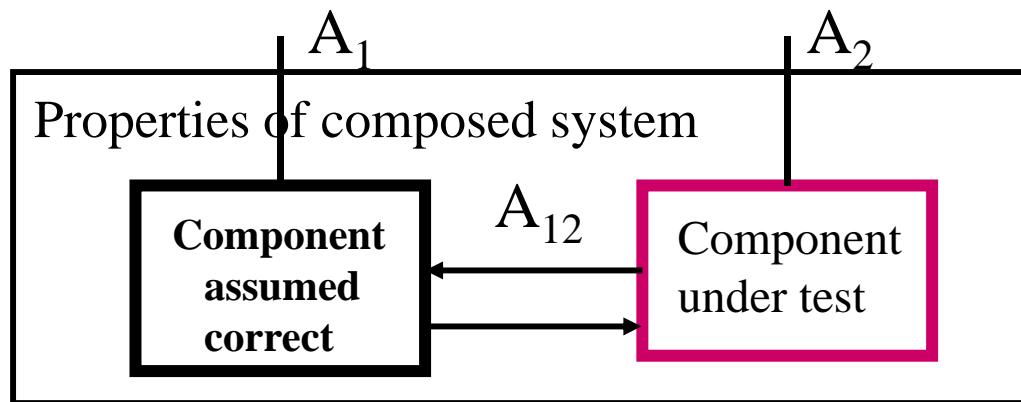 A₁
A₂
Properties of composed system
A₁₂
Component
assumed
correct
Component
under test